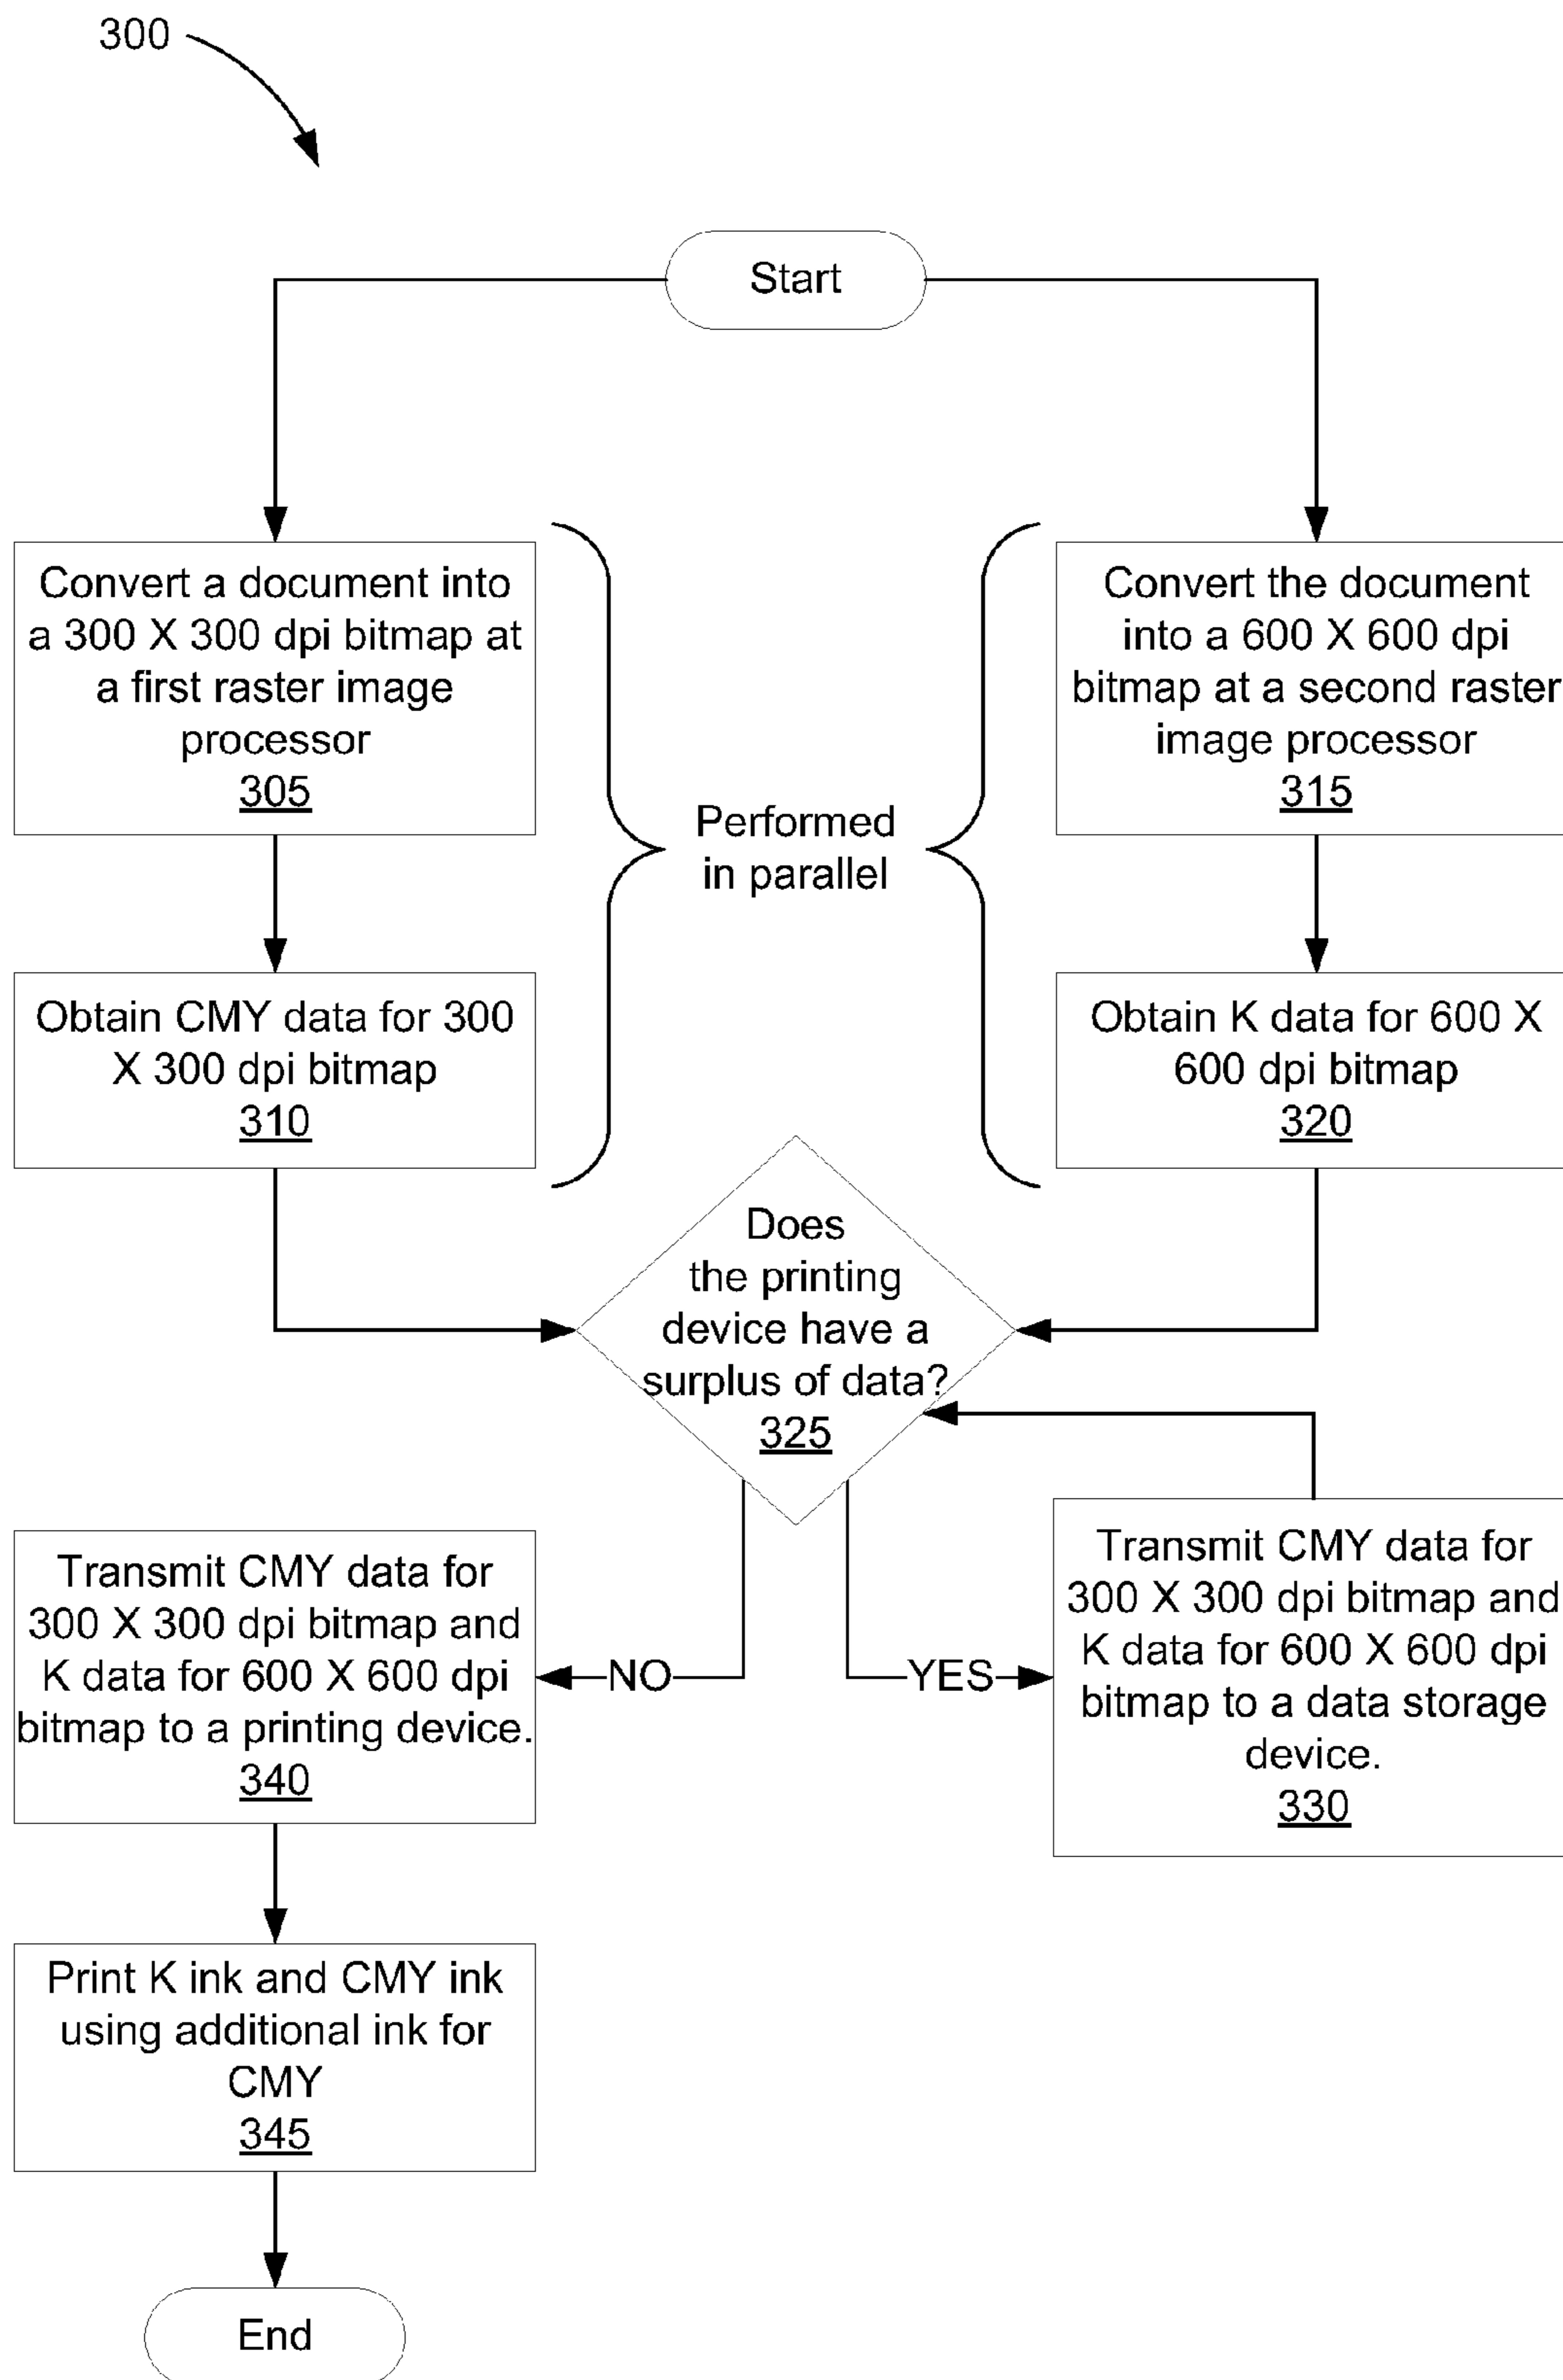 300
Start
Convert a document into
a 300 X 300 dpi bitmap at
a first raster image
processor
305
Convert the document
into a 600 X 600 dpi
bitmap at a second raster
image processor
315
Performed
in parallel
Obtain CMY data for 300
X 300 dpi bitmap
310
Obtain K data for 600 X
600 dpi bitmap
320
Does
the printing
device have a
surplus of data?
325
Transmit CMY data for
300 X 300 dpi bitmap and
K data for 600 X 600 dpi
bitmap to a printing device.
340
NO
YES
Transmit CMY data for
300 X 300 dpi bitmap and
K data for 600 X 600 dpi
bitmap to a data storage
device.
330
Print K ink and CMY ink
using additional ink for
CMY
345
End